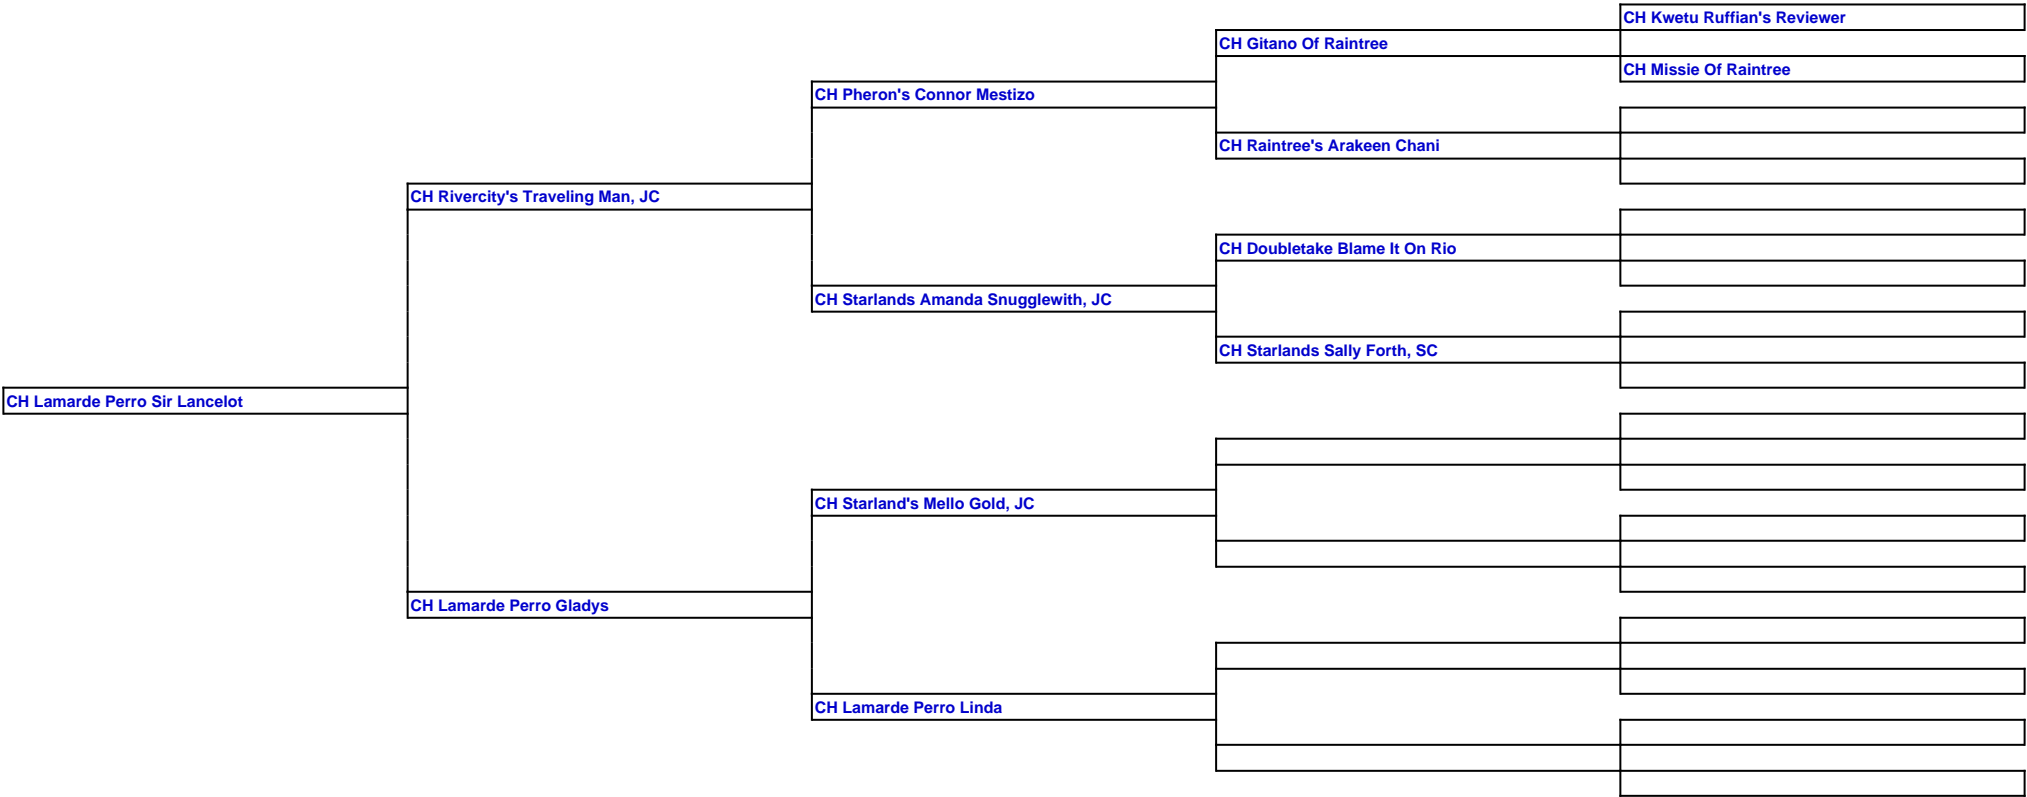 CH Kwetu Ruffian's Reviewer
CH Gitano Of Raintree
CH Missie Of Raintree
CH Pheron's Connor Mestizo
CH Raintree's Arakeen Chani
CH Rivercity's Traveling Man, JC
CH Doubletake Blame It On Rio
CH Starlands Amanda Snugglewith, JC
CH Starlands Sally Forth, SC
CH Lamarde Perro Sir Lancelot
CH Starland's Mello Gold, JC
CH Lamarde Perro Gladys
CH Lamarde Perro Linda